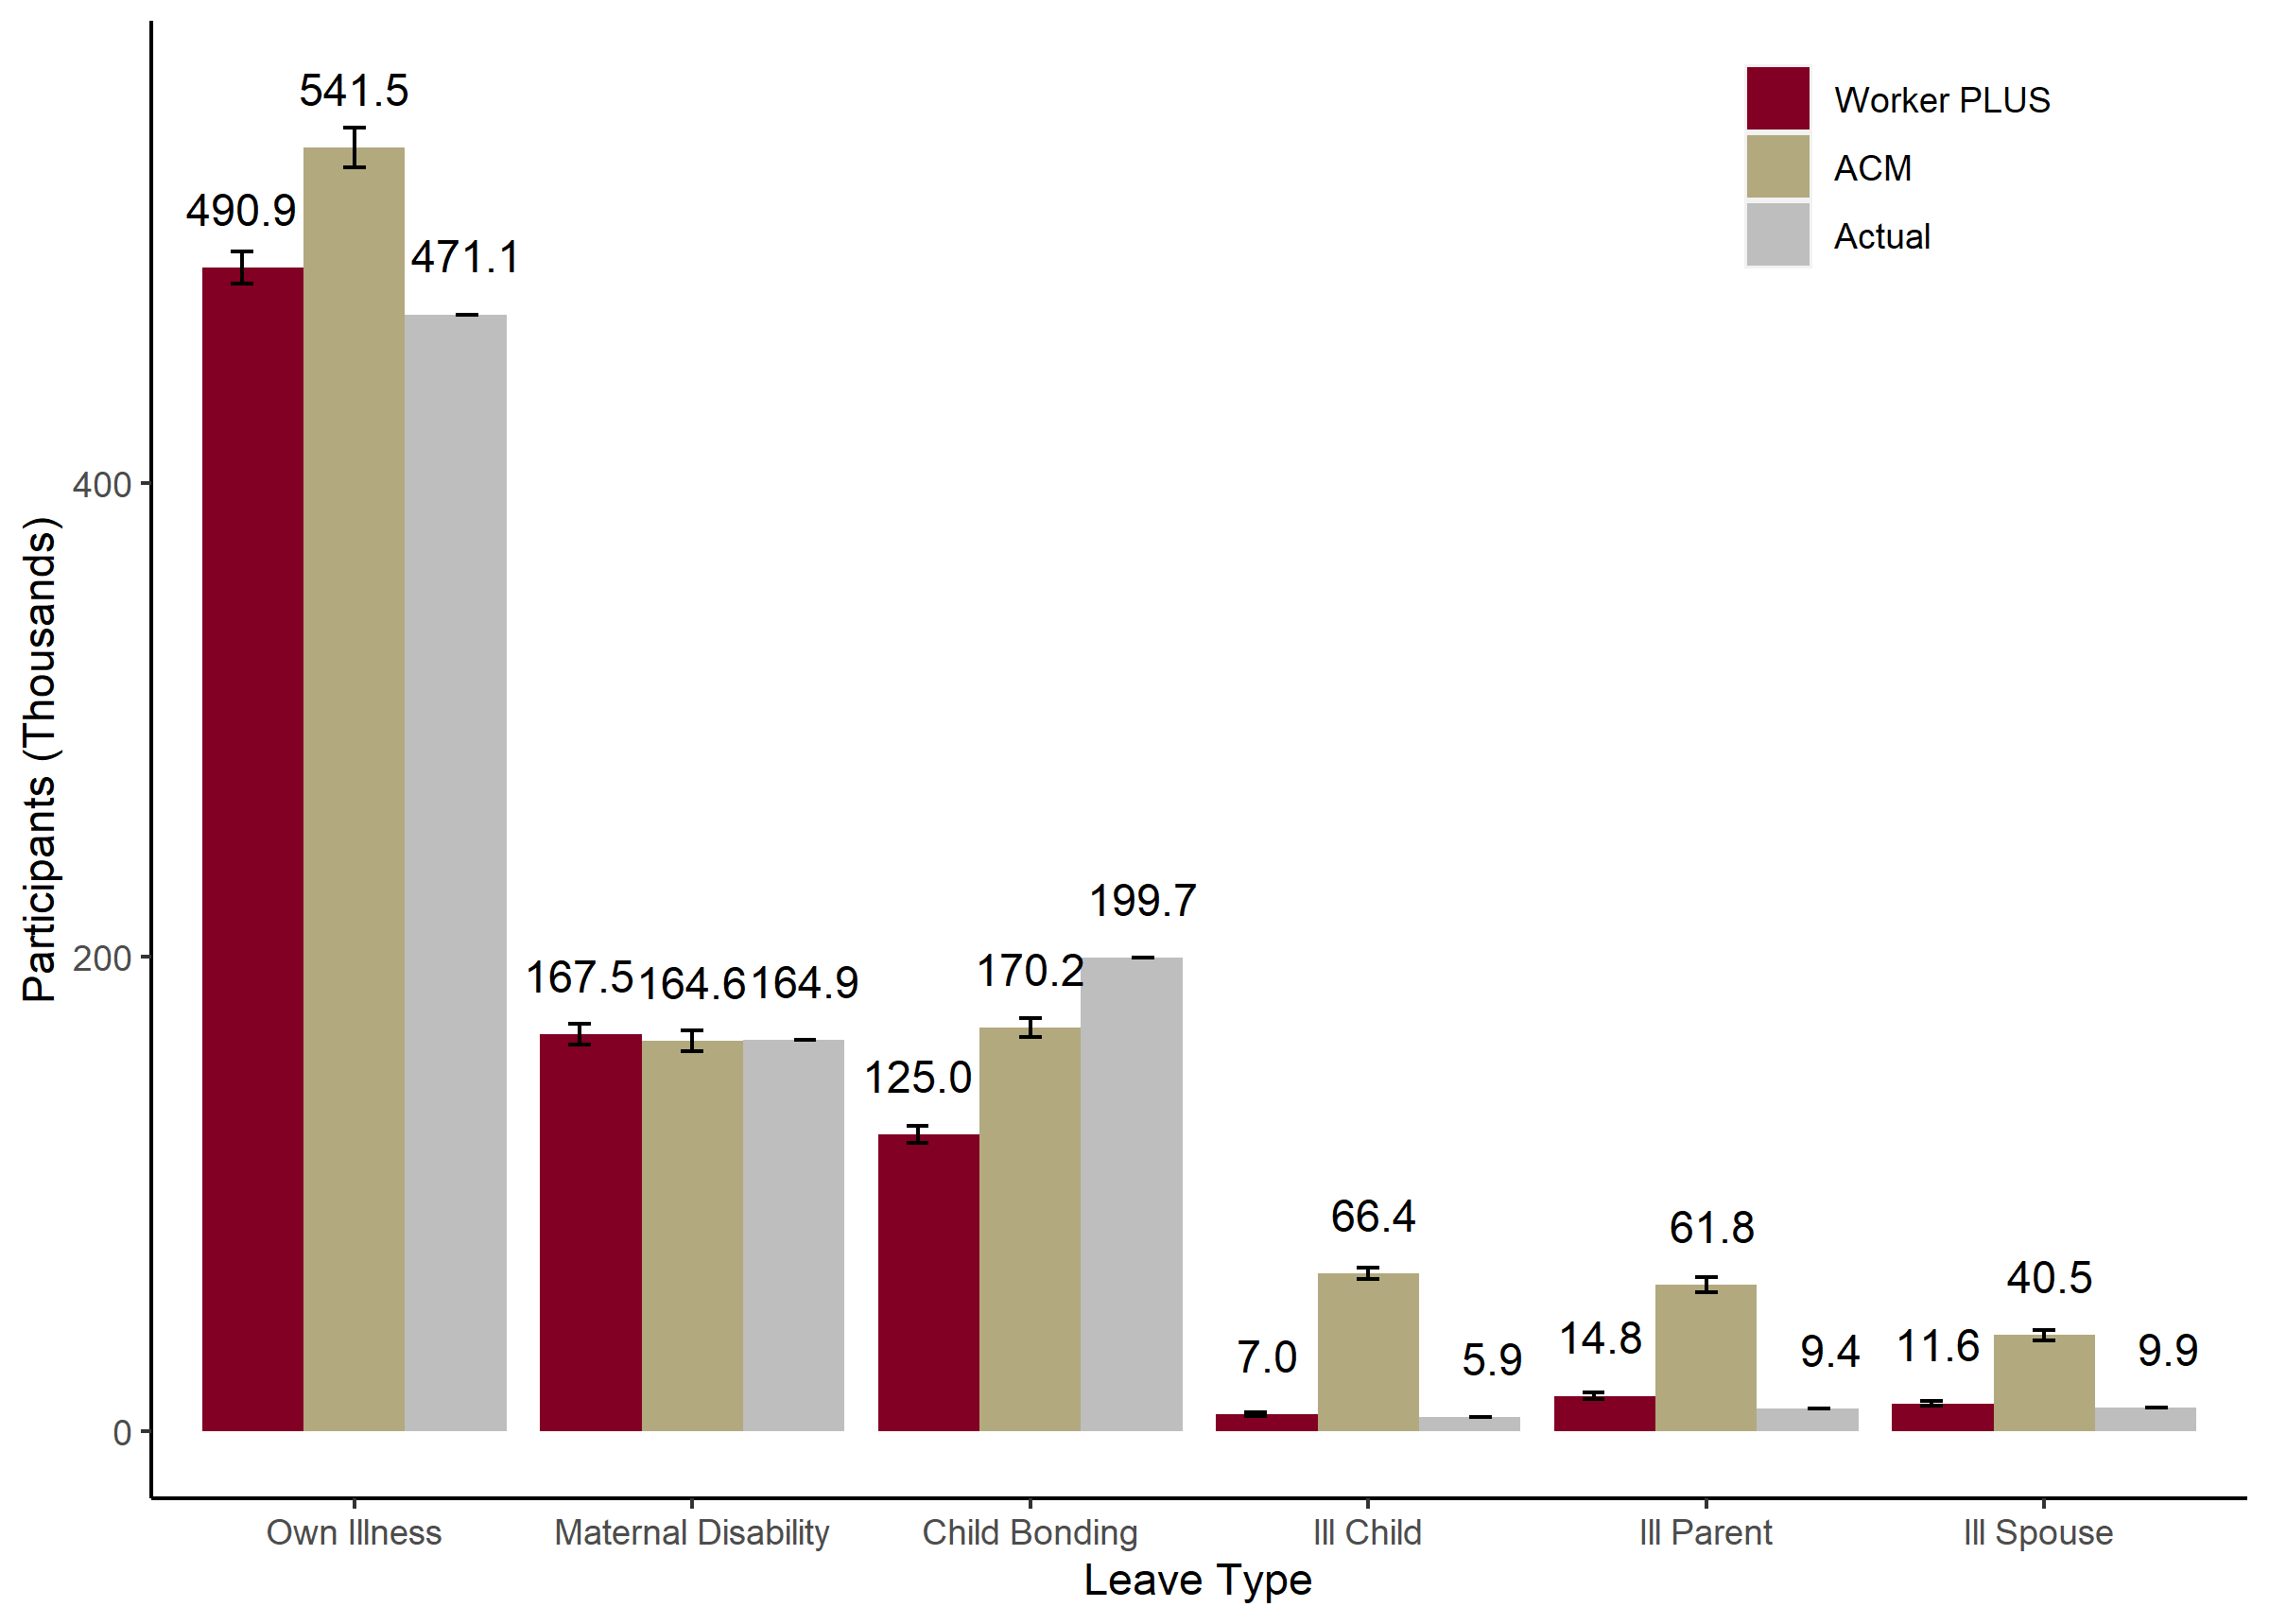 Worker PLUS
ACM
Actual
541.5
490.9
471.1
167.5
164.6
164.9
125.0
170.2
199.7
7.0
66.4
5.9
14.8
61.8
9.4
11.6
40.5
9.9
400
200
0
Participants (Thousands)
Own Illness
Maternal Disability
Child Bonding
Ill Child
Ill Parent
Ill Spouse
Leave Type